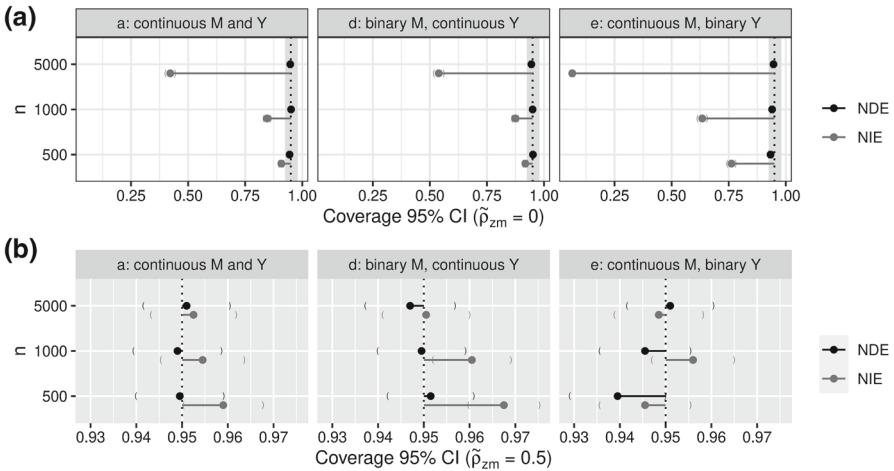 (a)
a: continuous M and Y
d: binary M, continuous Y
e: continuous M, binary Y
5000
1000
500
n
0.25 0.50 0.75 1.00
0.25 0.50 0.75 1.00
0.25 0.50 0.75 1.00
Coverage 95% CI (ρ̃zm = 0)
NDE
NIE
(b)
a: continuous M and Y
d: binary M, continuous Y
e: continuous M, binary Y
5000
1000
500
n
0.93 0.94 0.95 0.96 0.97
0.93 0.94 0.95 0.96 0.97
0.93 0.94 0.95 0.96 0.97
Coverage 95% CI (ρ̃zm = 0.5)
NDE
NIE